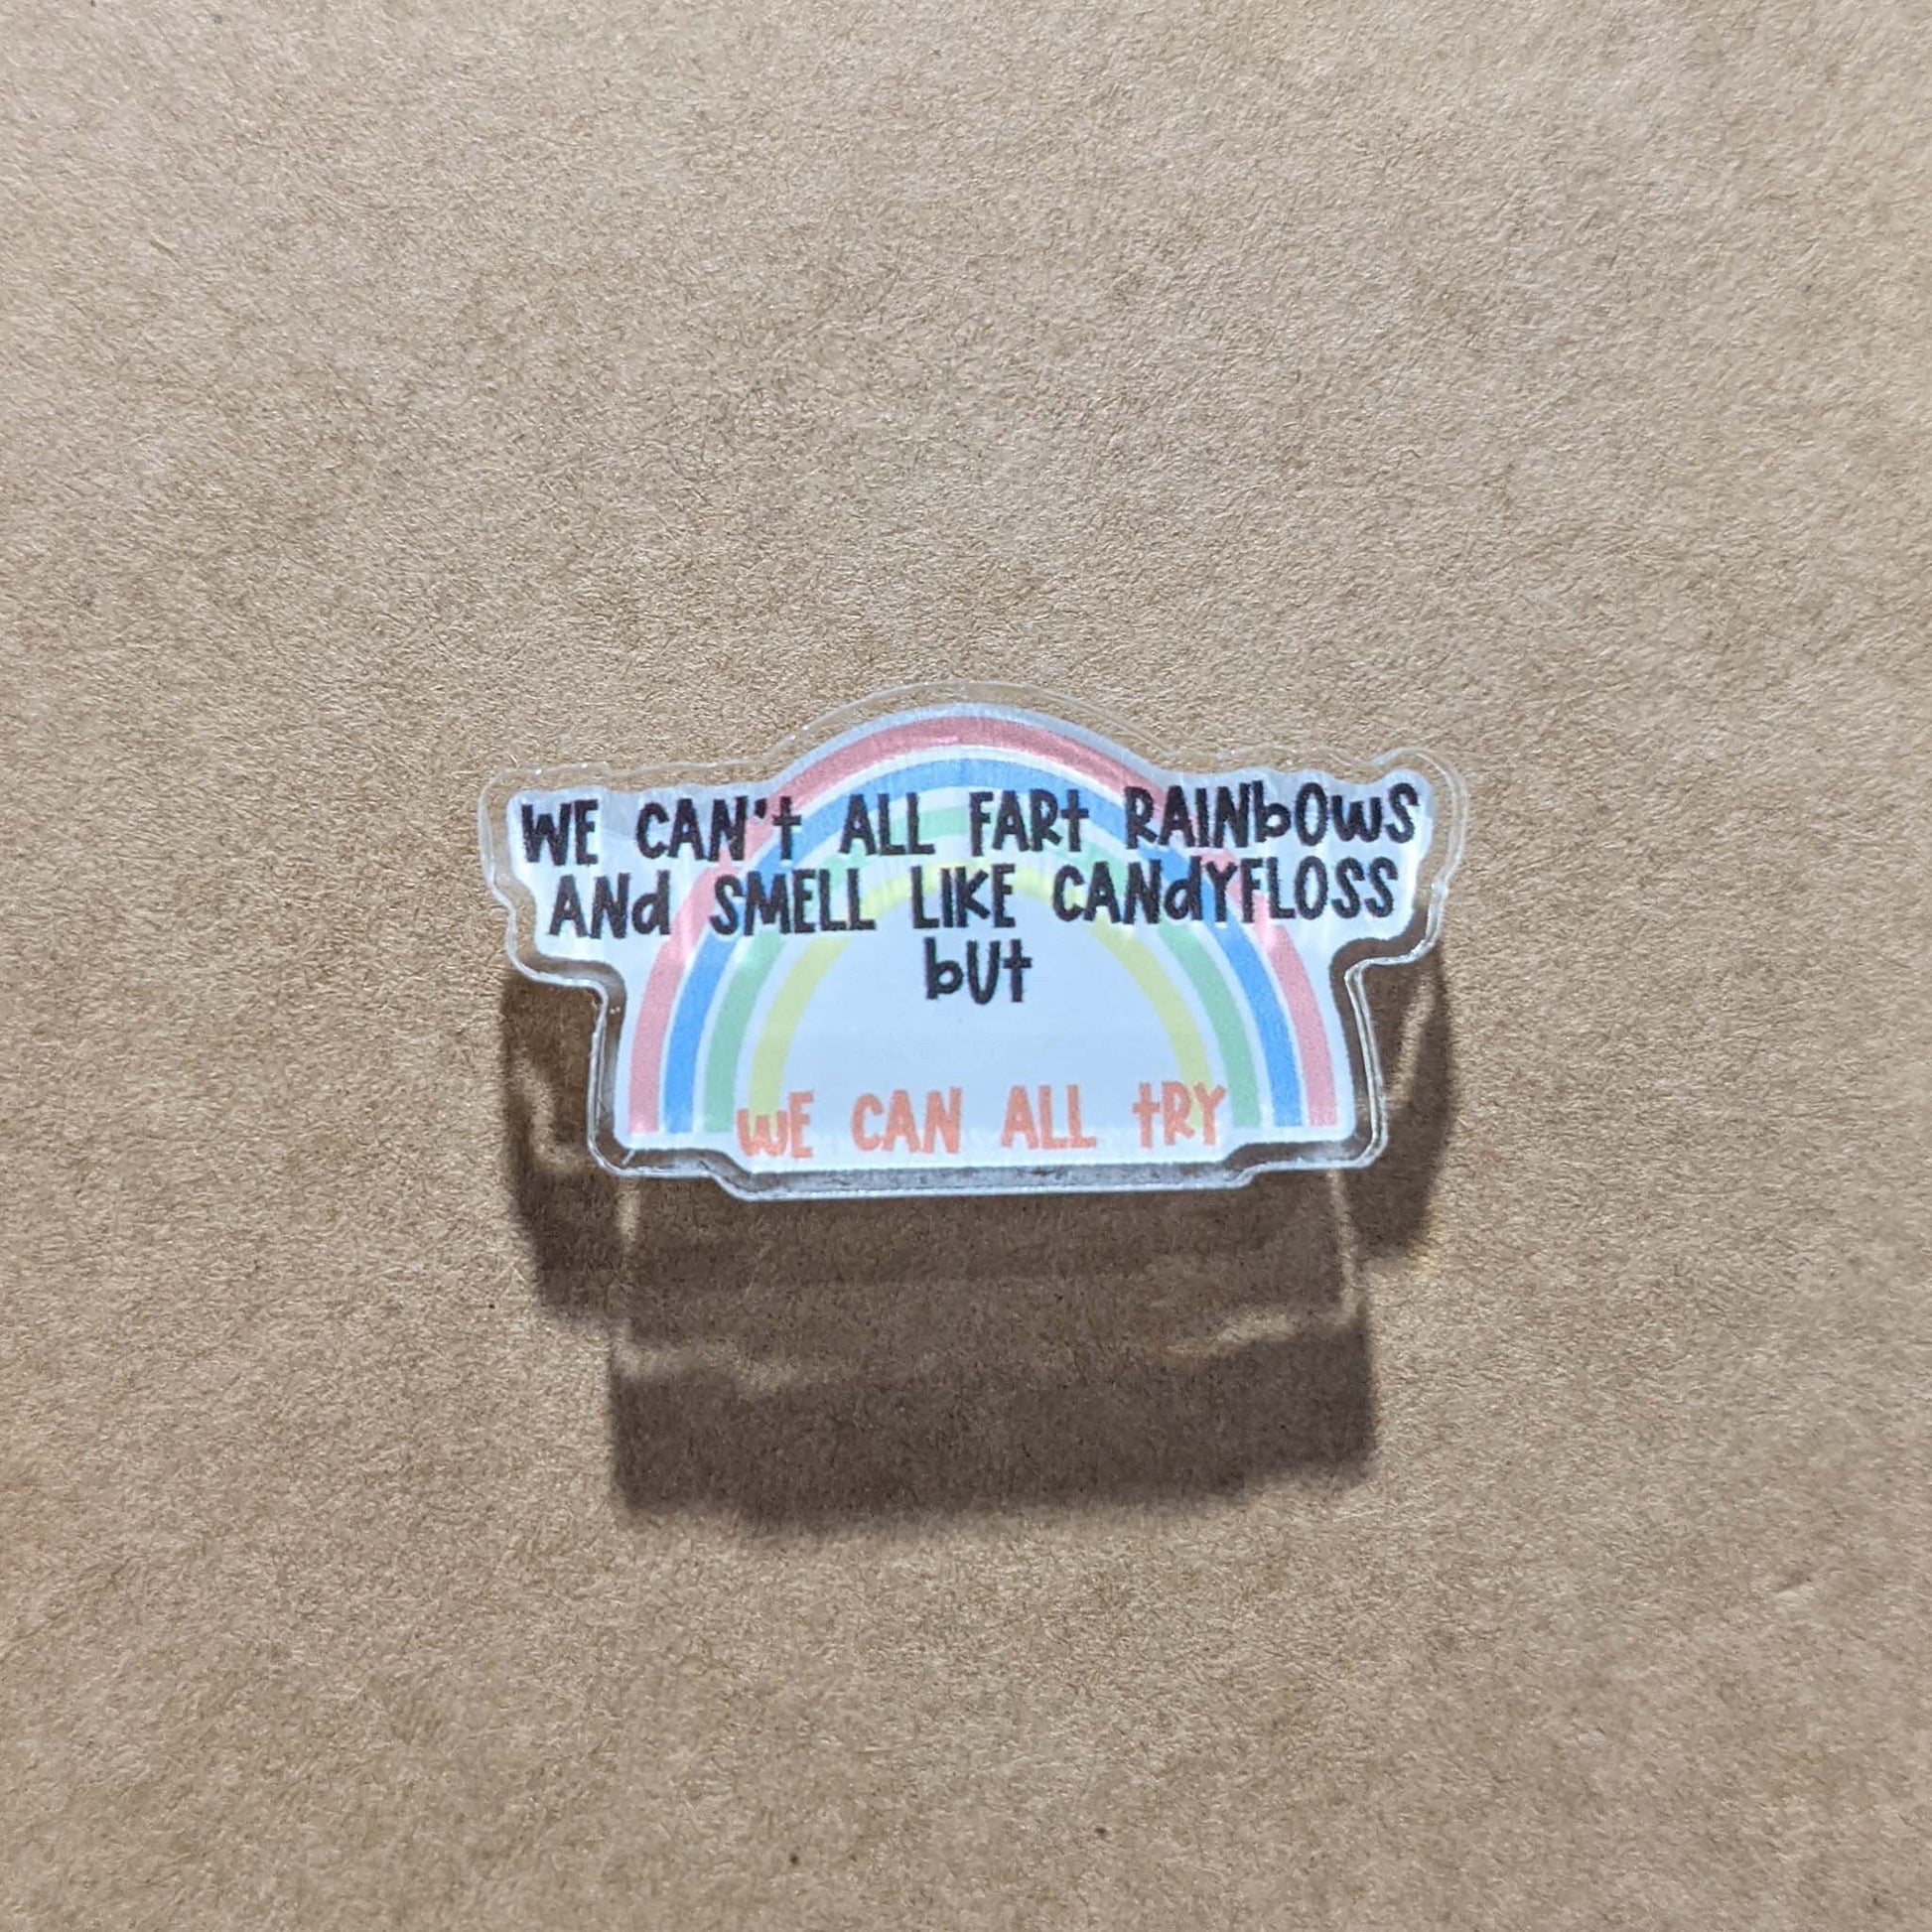 WE CAN't ALL FARt RAINbOwS
ANd SMELL LIKE CANdYFLOSS
bUt
wE CAN ALL tRY